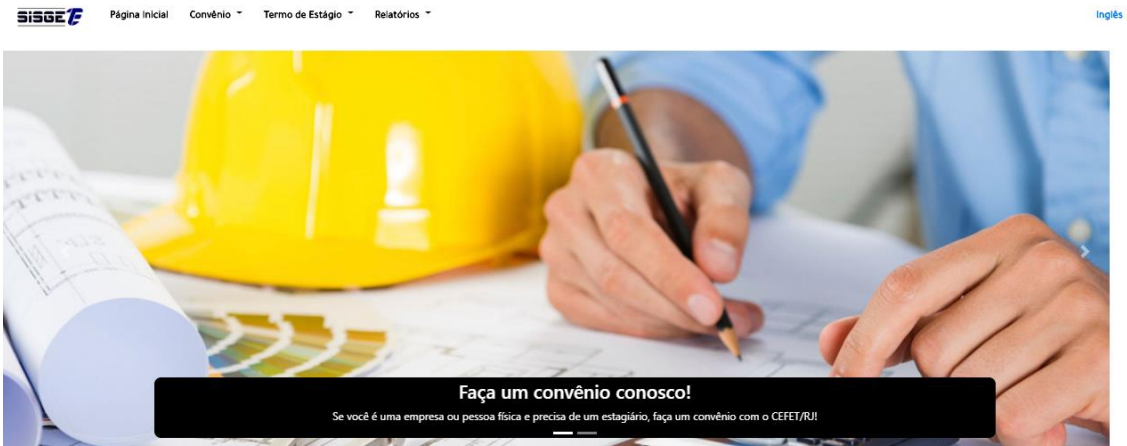 SISGEE
Página Inicial Convênio Termo de Estágio Relatórios Inglês
Faça um convênio conosco!
Se você é uma empresa ou pessoa física e precisa de um estagiário, faça um convênio com o CEFET/RJ!